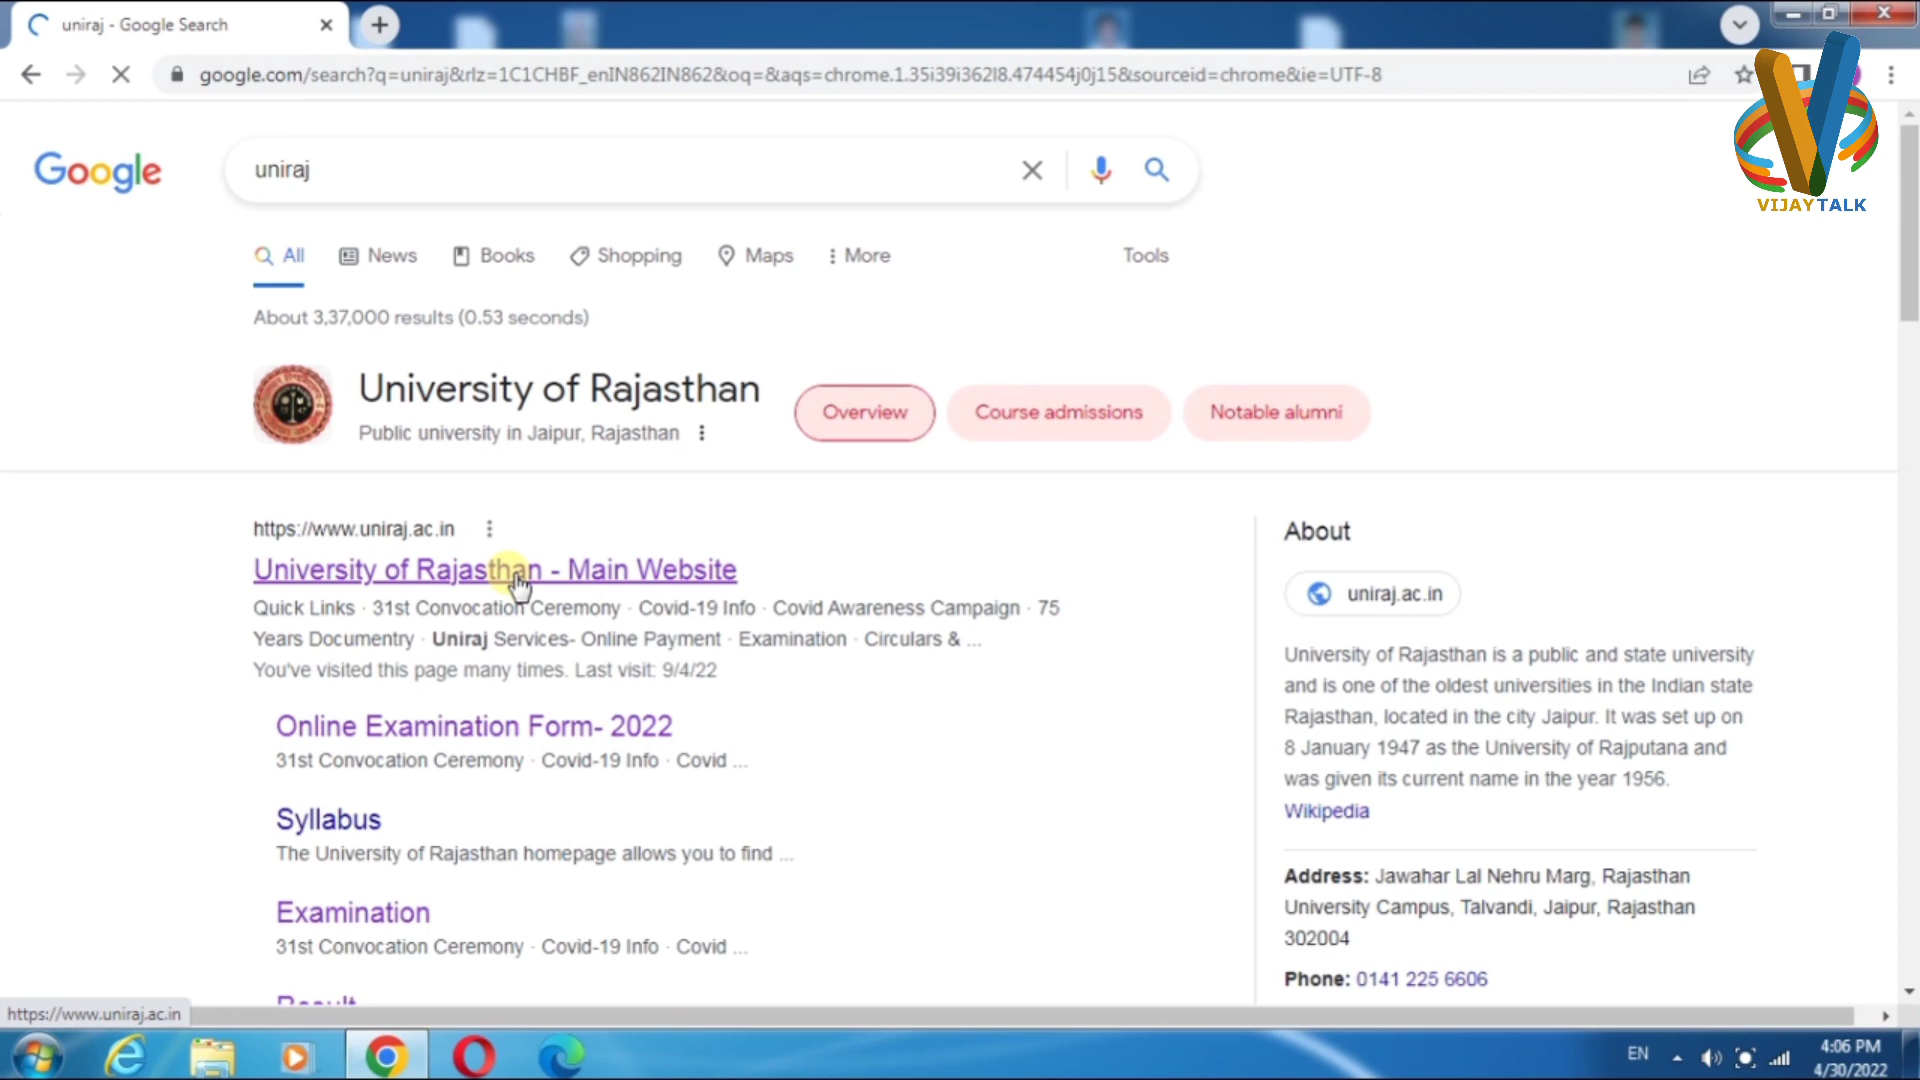 uniraj - Google Search
google.com/search?q=uniraj&rlz=1C1CHBF_enIN862IN862&oq=&aqs=chrome.1.35i39i362l8.474454j0j15&sourceid=chrome&ie=UTF-8
VIJAYTALK
Google
uniraj
All News Books Shopping Maps More Tools
About 3,37,000 results (0.53 seconds)
University of Rajasthan
Public university in Jaipur, Rajasthan
Overview Course admissions Notable alumni
https://www.uniraj.ac.in
University of Rajasthan - Main Website
Quick Links · 31st Convocation Ceremony · Covid-19 Info · Covid Awareness Campaign · 75
Years Documentry · Uniraj Services- Online Payment · Examination · Circulars & ...
You've visited this page many times. Last visit: 9/4/22
Online Examination Form- 2022
31st Convocation Ceremony · Covid-19 Info · Covid ...
Syllabus
The University of Rajasthan homepage allows you to find ...
Examination
31st Convocation Ceremony · Covid-19 Info · Covid ...
Result
About
uniraj.ac.in
University of Rajasthan is a public and state university
and is one of the oldest universities in the Indian state
Rajasthan, located in the city Jaipur. It was set up on
8 January 1947 as the University of Rajputana and
was given its current name in the year 1956.
Wikipedia
Address: Jawahar Lal Nehru Marg, Rajasthan
University Campus, Talvandi, Jaipur, Rajasthan
302004
Phone: 0141 225 6606
https://www.uniraj.ac.in
EN
4:06 PM
4/30/2022